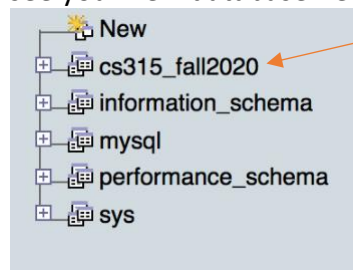 New
cs315_fall2020
information_schema
mysql
performance_schema
sys